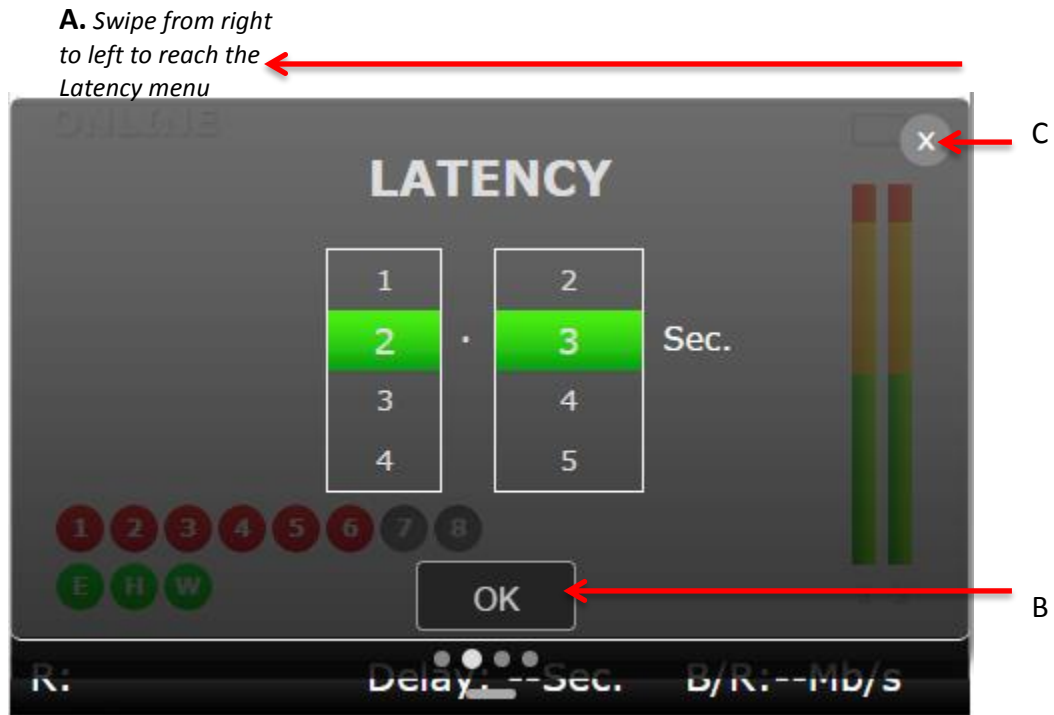 A. Swipe from right
to left to reach the
Latency menu
C
ONLINE
X
LATENCY
1 2
2 . 3 Sec.
3 4
4 5
1 2 3 4 5 6 7 8
E H W
OK
B
R: Delay: --Sec. B/R:--Mb/s